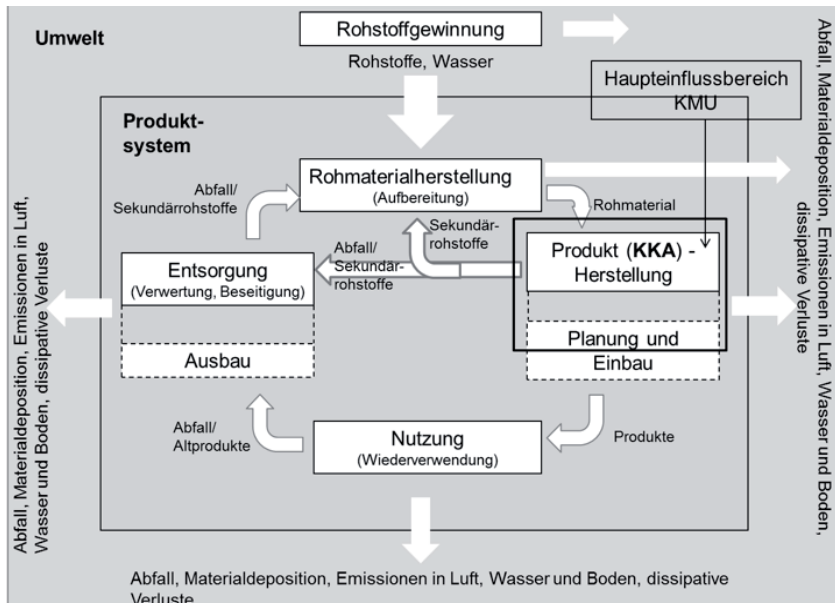 Umwelt
Rohstoffgewinnung
Rohstoffe, Wasser
Haupteinflussbereich
KMU
Produkt-
system
Rohmaterialherstellung
(Aufbereitung)
Abfall/
Sekundärrohstoffe
Rohmaterial
Sekundär-
rohstoffe
Abfall/
Sekundär-
rohstoffe
Entsorgung
(Verwertung, Beseitigung)
Produkt (KKA) -
Herstellung
Ausbau
Planung und
Einbau
Abfall/
Altprodukte
Nutzung
(Wiederverwendung)
Produkte
Abfall, Materialdeposition, Emissionen in Luft,
Wasser und Boden, dissipative Verluste
Abfall, Materialdeposition, Emissionen in Luft, Wasser und Boden,
dissipative Verluste
Abfall, Materialdeposition, Emissionen in Luft, Wasser und Boden, dissipative
Verluste